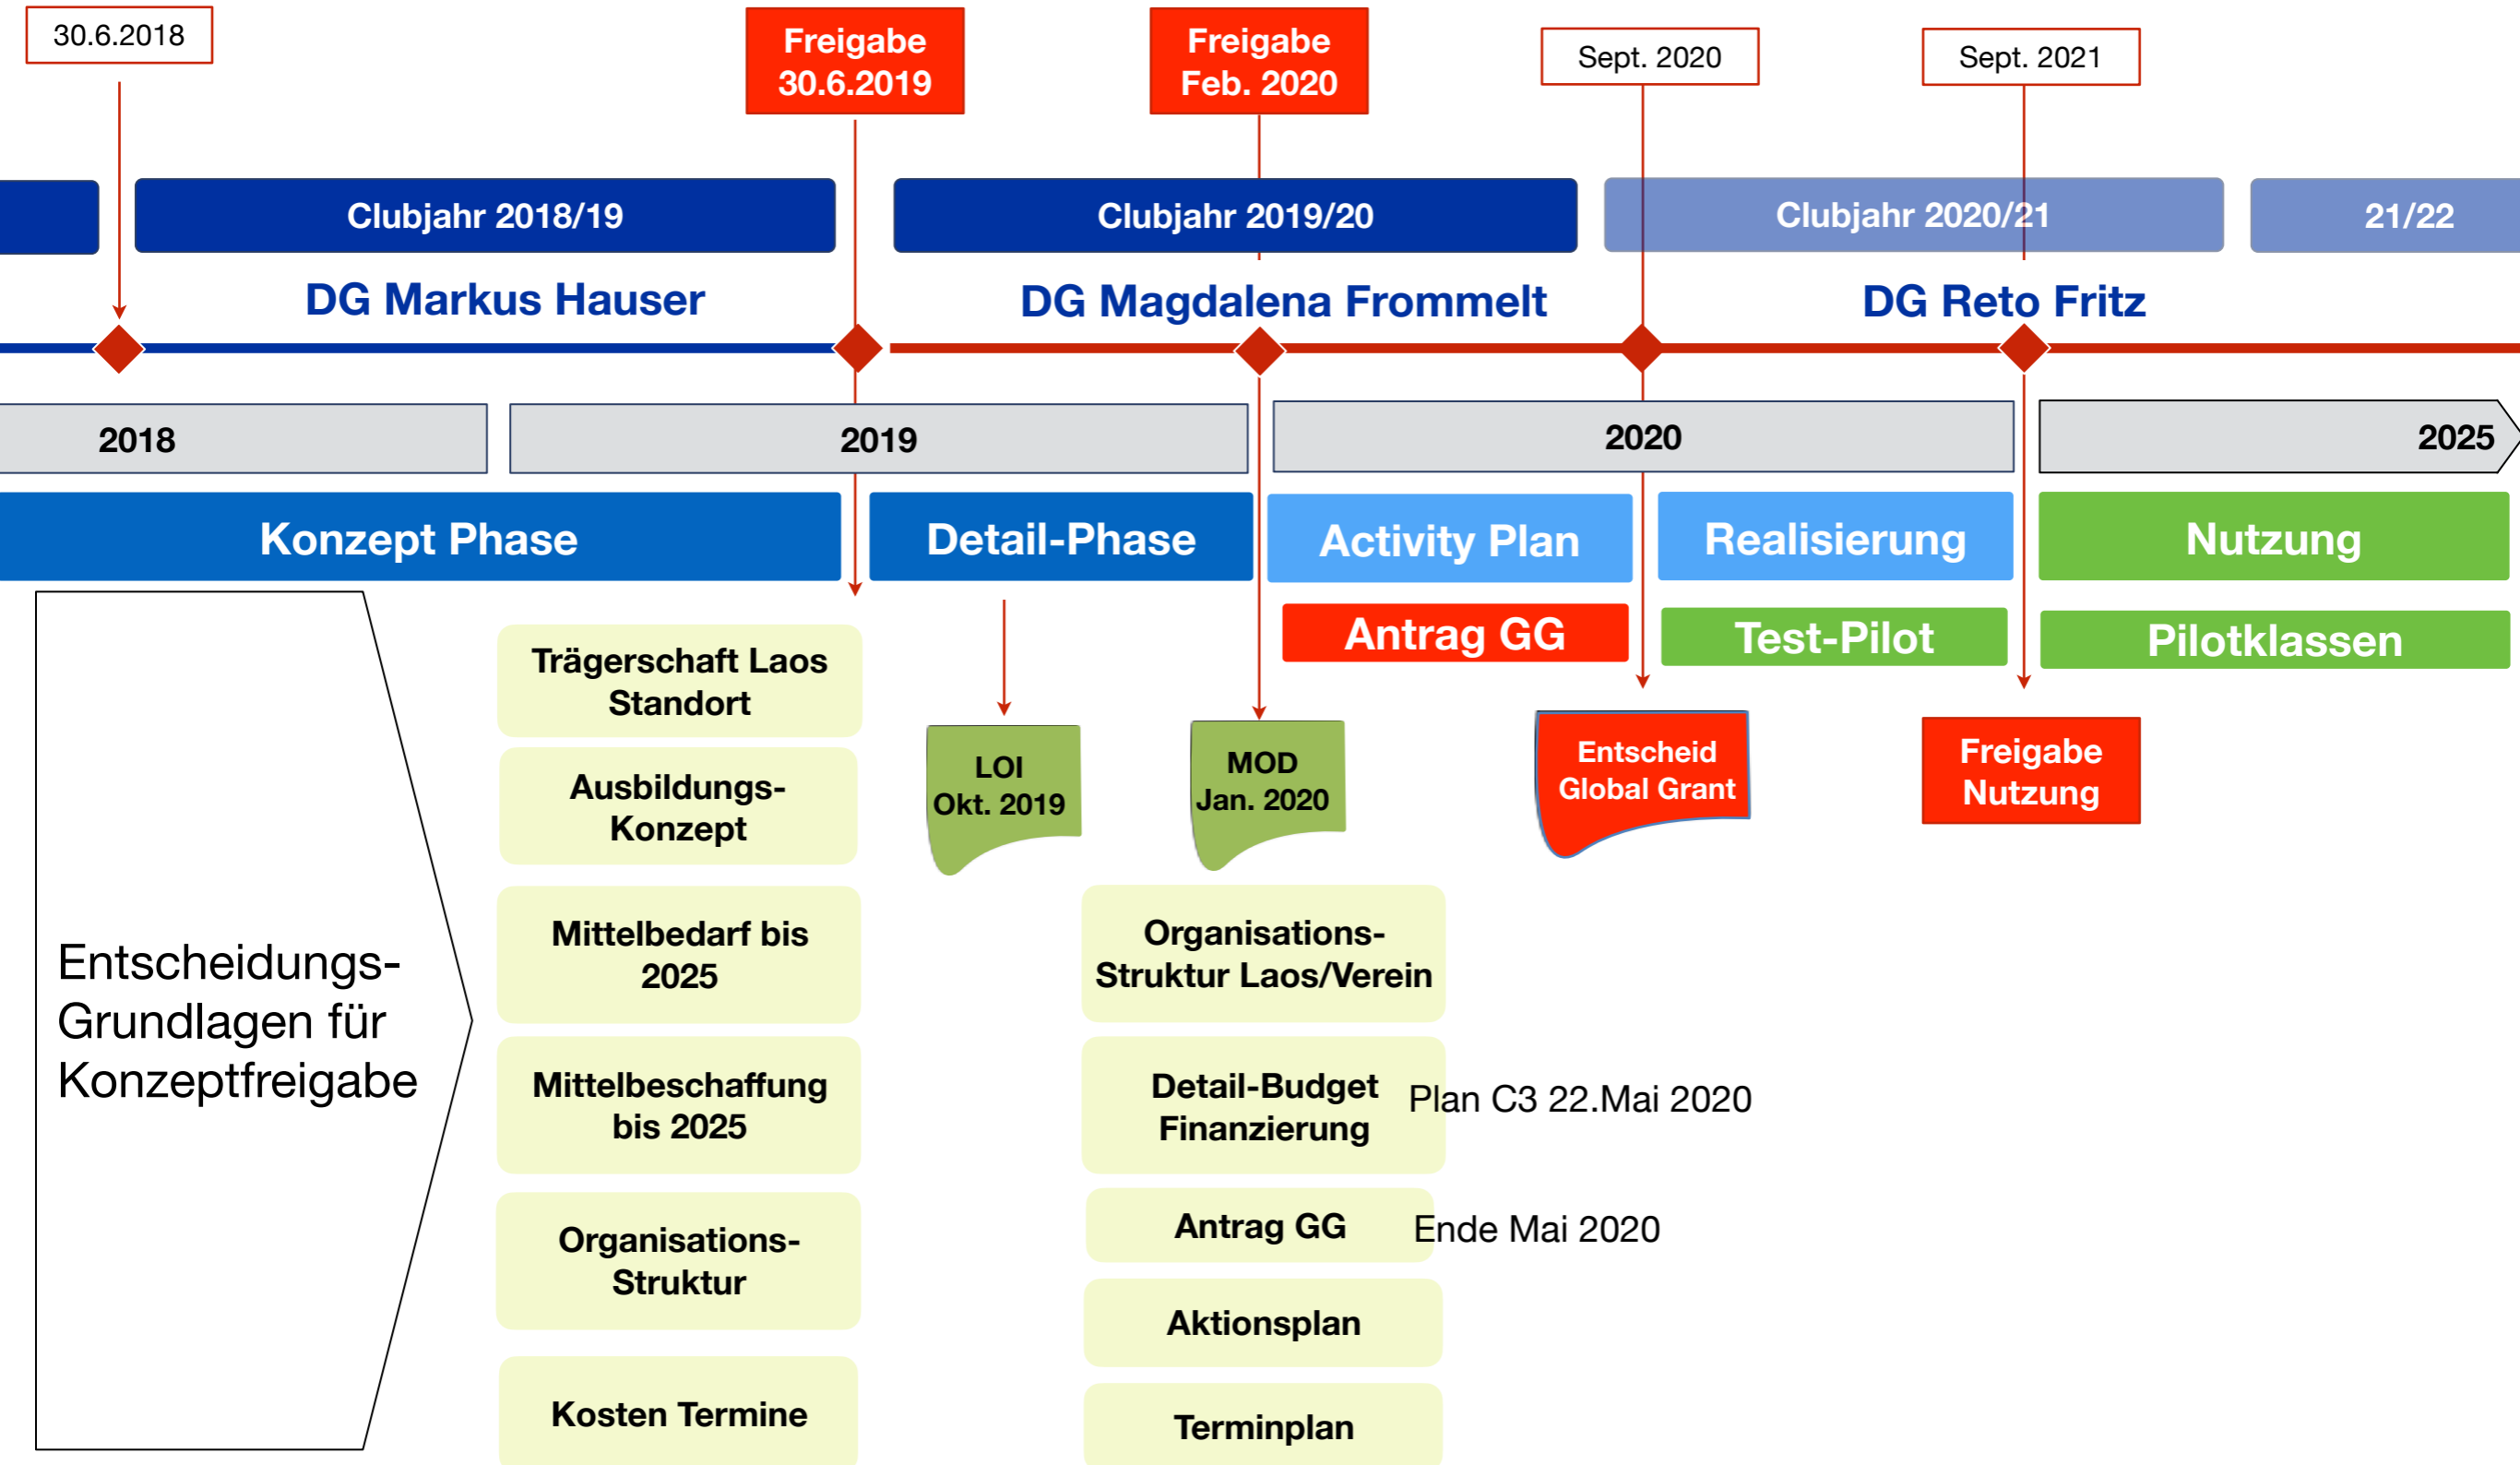 30.6.2018
Freigabe
30.6.2019
Freigabe
Feb. 2020
Sept. 2020
Sept. 2021
Clubjahr 2018/19
Clubjahr 2019/20
Clubjahr 2020/21
21/22
DG Markus Hauser
DG Magdalena Frommelt
DG Reto Fritz
2018
2019
2020
2025
Konzept Phase
Detail-Phase
Activity Plan
Realisierung
Nutzung
Antrag GG
Test-Pilot
Pilotklassen
Entscheidungs-
Grundlagen für
Konzeptfreigabe
Trägerschaft Laos
Standort
Ausbildungs-
Konzept
Mittelbedarf bis
2025
Mittelbeschaffung
bis 2025
Organisations-
Struktur
Kosten Termine
LOI
Okt. 2019
MOD
Jan. 2020
Entscheid
Global Grant
Freigabe
Nutzung
Organisations-
Struktur Laos/Verein
Detail-Budget
Finanzierung
Plan C3 22.Mai 2020
Antrag GG
Ende Mai 2020
Aktionsplan
Terminplan